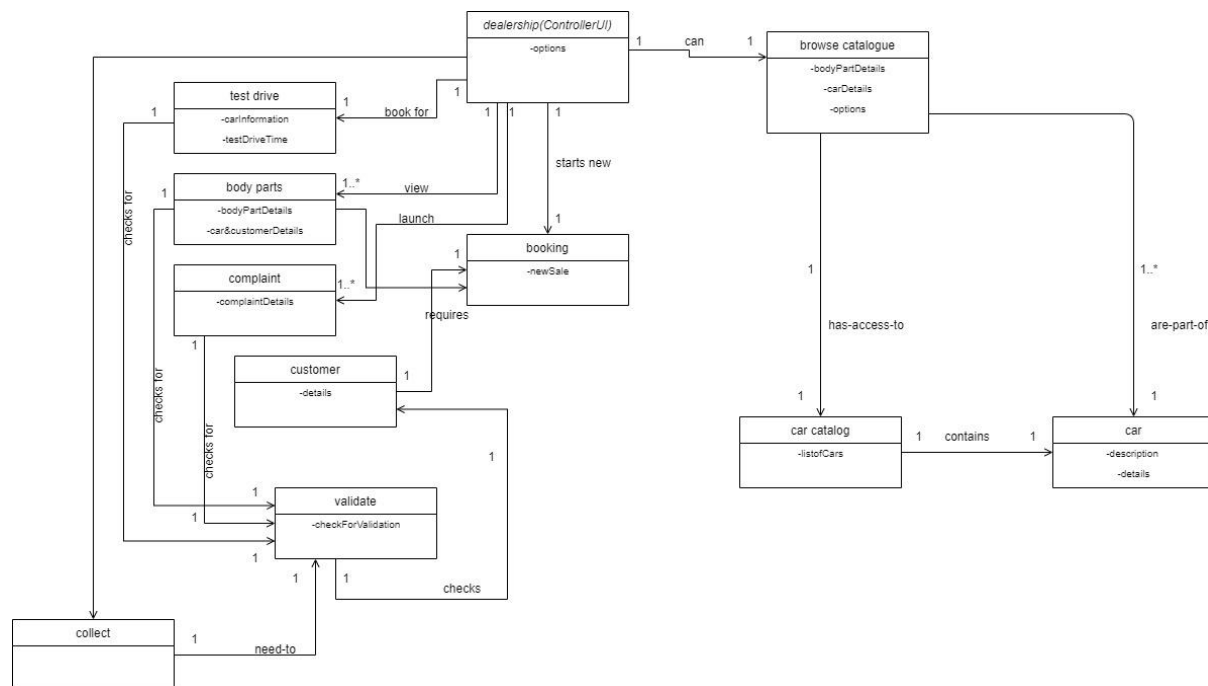 dealership(ControllerUI)
-options
1
can
1
browse catalogue
-bodyPartDetails
-carDetails
-options
test drive
-carInformation
-testDriveTime
1
1
book for
1
1
1
1
starts new
1
body parts
-bodyPartDetails
-car&customerDetails
1
1..*
view
launch
checks for
complaint
-complaintDetails
1..*
1
booking
-newSale
1
requires
customer
-details
1
checks for
checks for
1
1
has-access-to
1
1..*
are-part-of
1
car catalog
-listofCars
1
contains
1
car
-description
-details
validate
-checkForValidation
1
1
1
1
1
checks
collect
1
need-to